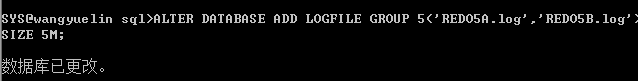 SYS@wangyuelin sql>ALTER DATABASE ADD LOGFILE GROUP 5('REDO5A.log','REDO5B.log')
SIZE 5M;
数据库已更改。